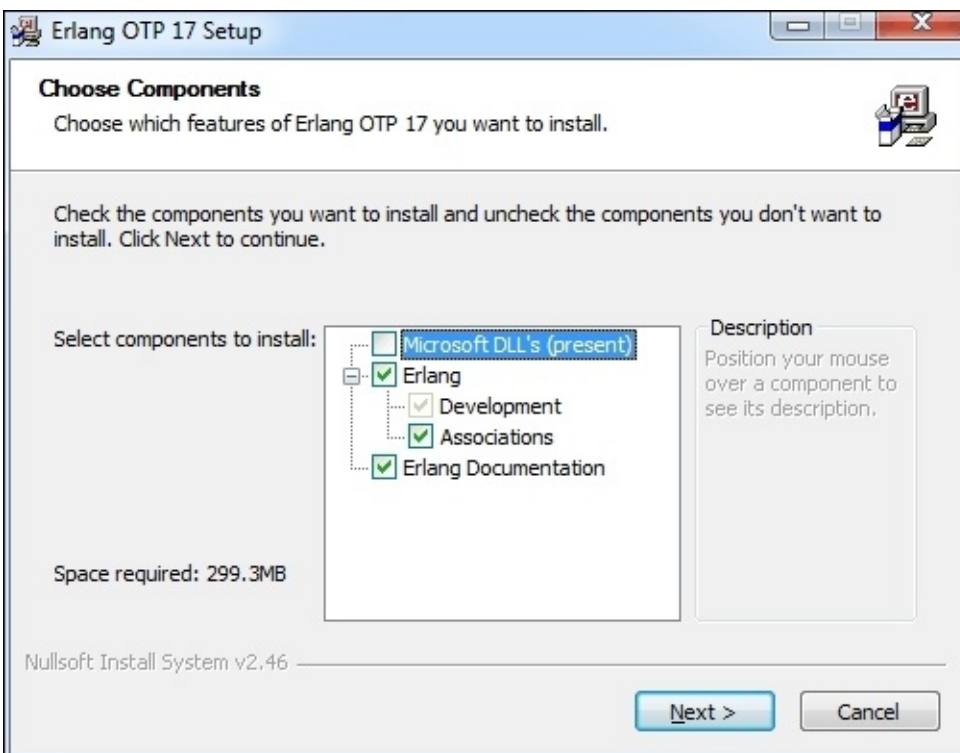 Erlang OTP 17 Setup
Choose Components
Choose which features of Erlang OTP 17 you want to install.
Check the components you want to install and uncheck the components you don't want to
install. Click Next to continue.
Select components to install:
Microsoft DLL's (present)
Erlang
Development
Associations
Erlang Documentation
Description
Position your mouse
over a component to
see its description.
Space required: 299.3MB
Nullsoft Install System v2.46
Next >
Cancel